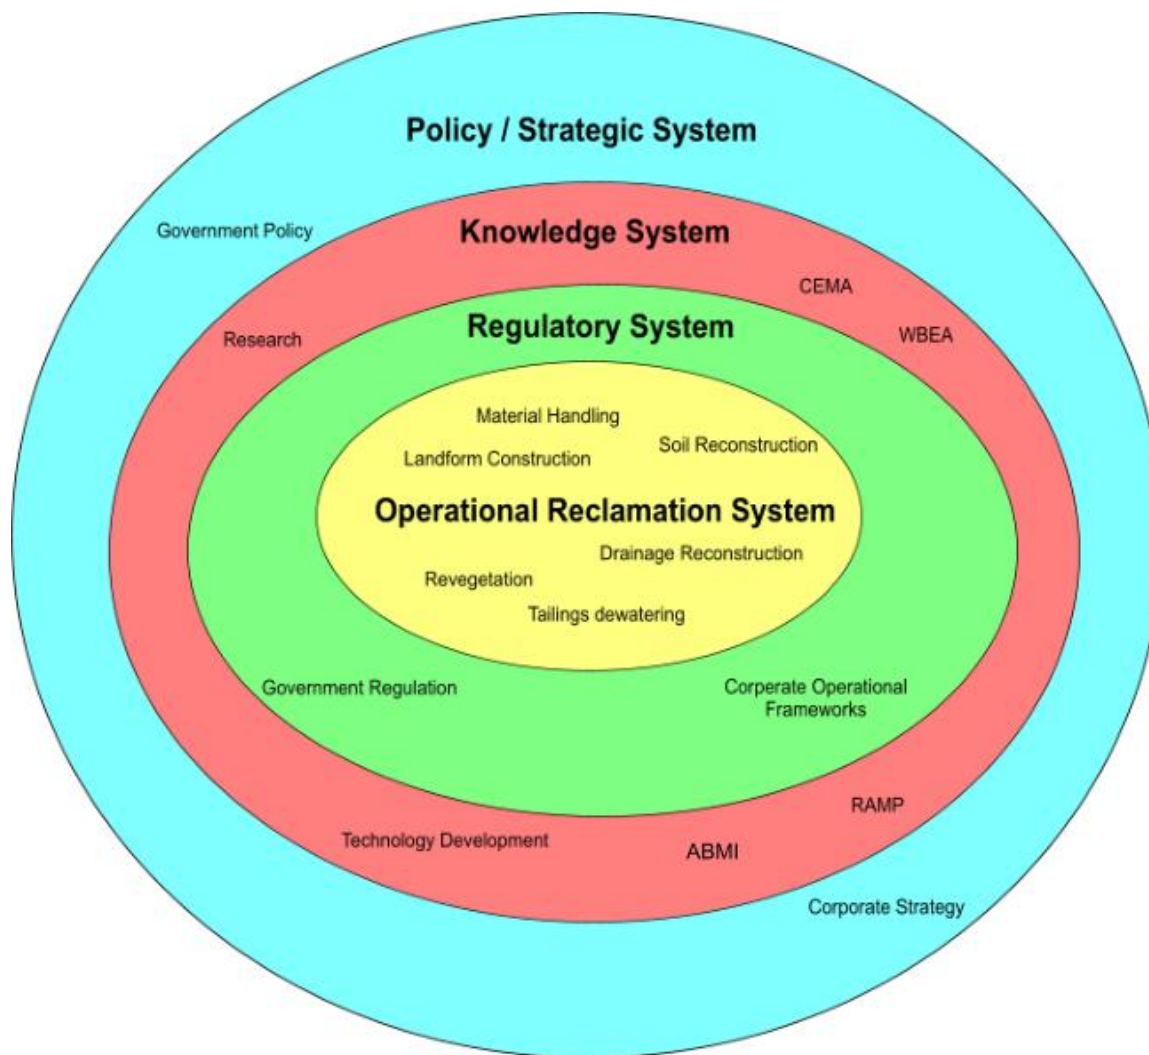 Policy / Strategic System
Government Policy
Knowledge System
CEMA
Research
Regulatory System
WBEA
Material Handling
Soil Reconstruction
Landform Construction
Operational Reclamation System
Drainage Reconstruction
Revegetation
Tailings dewatering
Government Regulation
Corperate Operational
Frameworks
RAMP
Technology Development
ABMI
Corporate Strategy